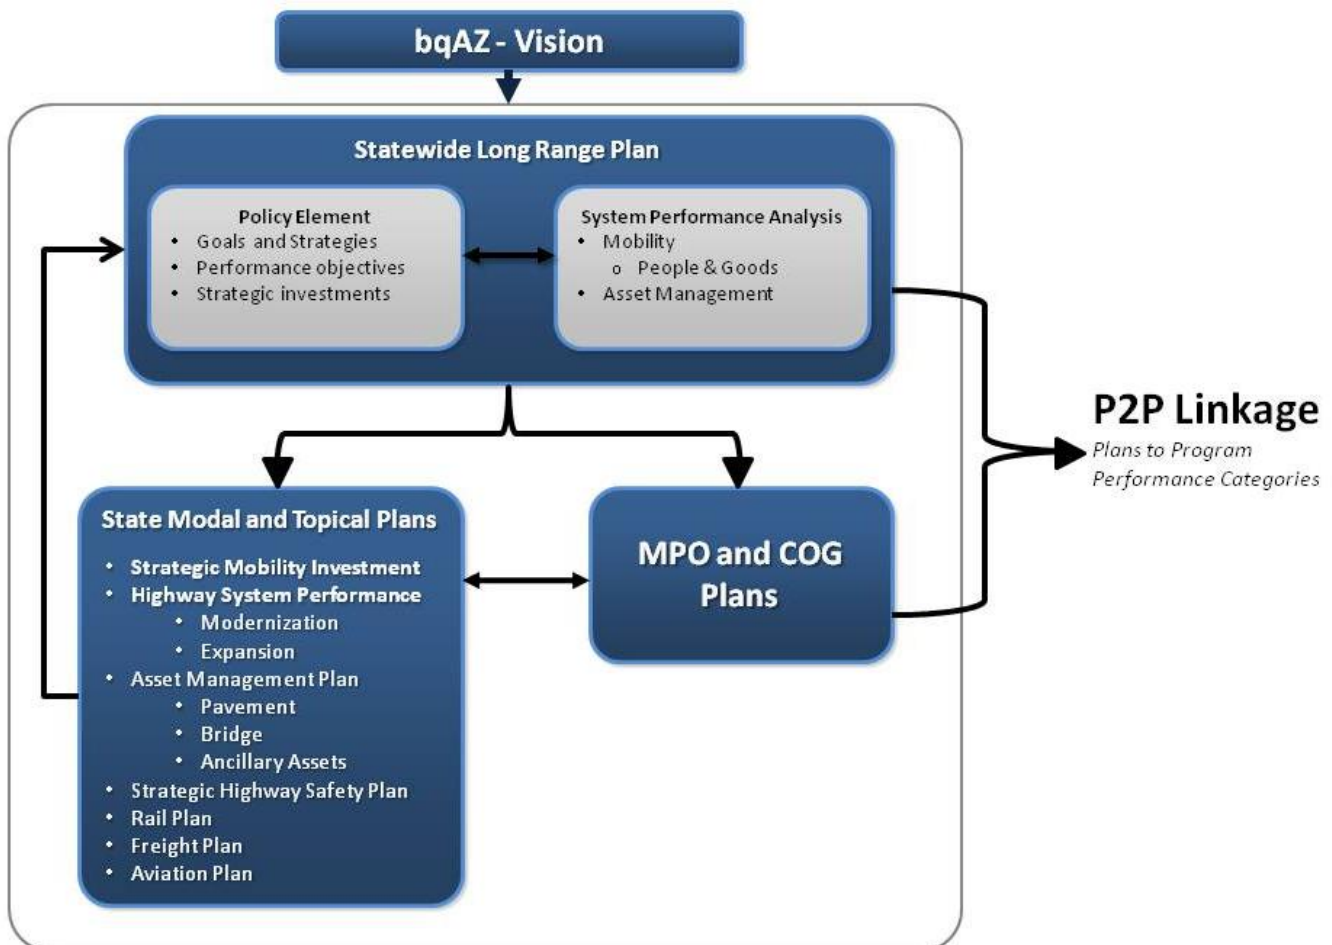 bqAZ - Vision
Statewide Long Range Plan
Policy Element
• Goals and Strategies
• Performance objectives
• Strategic investments
System Performance Analysis
• Mobility
o People & Goods
• Asset Management
P2P Linkage
Plans to Program
Performance Categories
State Modal and Topical Plans
• Strategic Mobility Investment
• Highway System Performance
• Modernization
• Expansion
• Asset Management Plan
• Pavement
• Bridge
• Ancillary Assets
• Strategic Highway Safety Plan
• Rail Plan
• Freight Plan
• Aviation Plan
MPO and COG
Plans